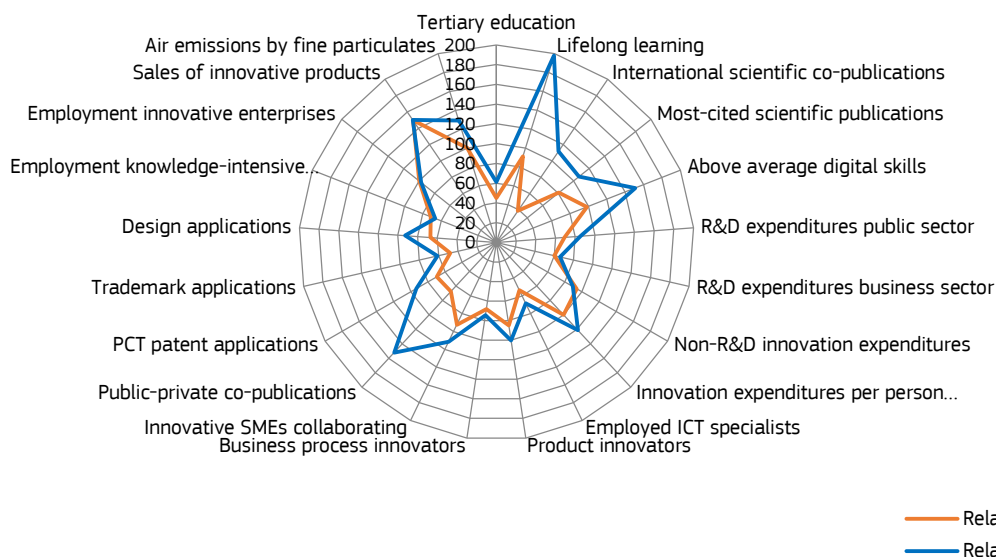 Tertiary education
Lifelong learning
International scientific co-publications
Most-cited scientific publications
Above average digital skills
R&D expenditures public sector
R&D expenditures business sector
Non-R&D innovation expenditures
Innovation expenditures per person...
Employed ICT specialists
Product innovators
Business process innovators
Innovative SMEs collaborating
Public-private co-publications
PCT patent applications
Trademark applications
Design applications
Employment knowledge-intensive...
Employment innovative enterprises
Sales of innovative products
Air emissions by fine particulates
200
180
160
140
120
100
80
60
40
20
0
Rela
Rela